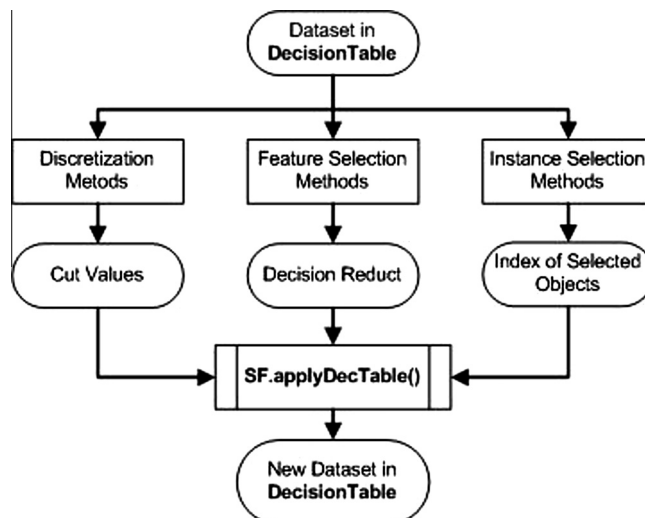 Dataset in
DecisionTable
Discretization
Metods
Feature Selection
Methods
Instance Selection
Methods
Cut Values
Decision Reduct
Index of Selected
Objects
SF.applyDecTable()
New Dataset in
DecisionTable